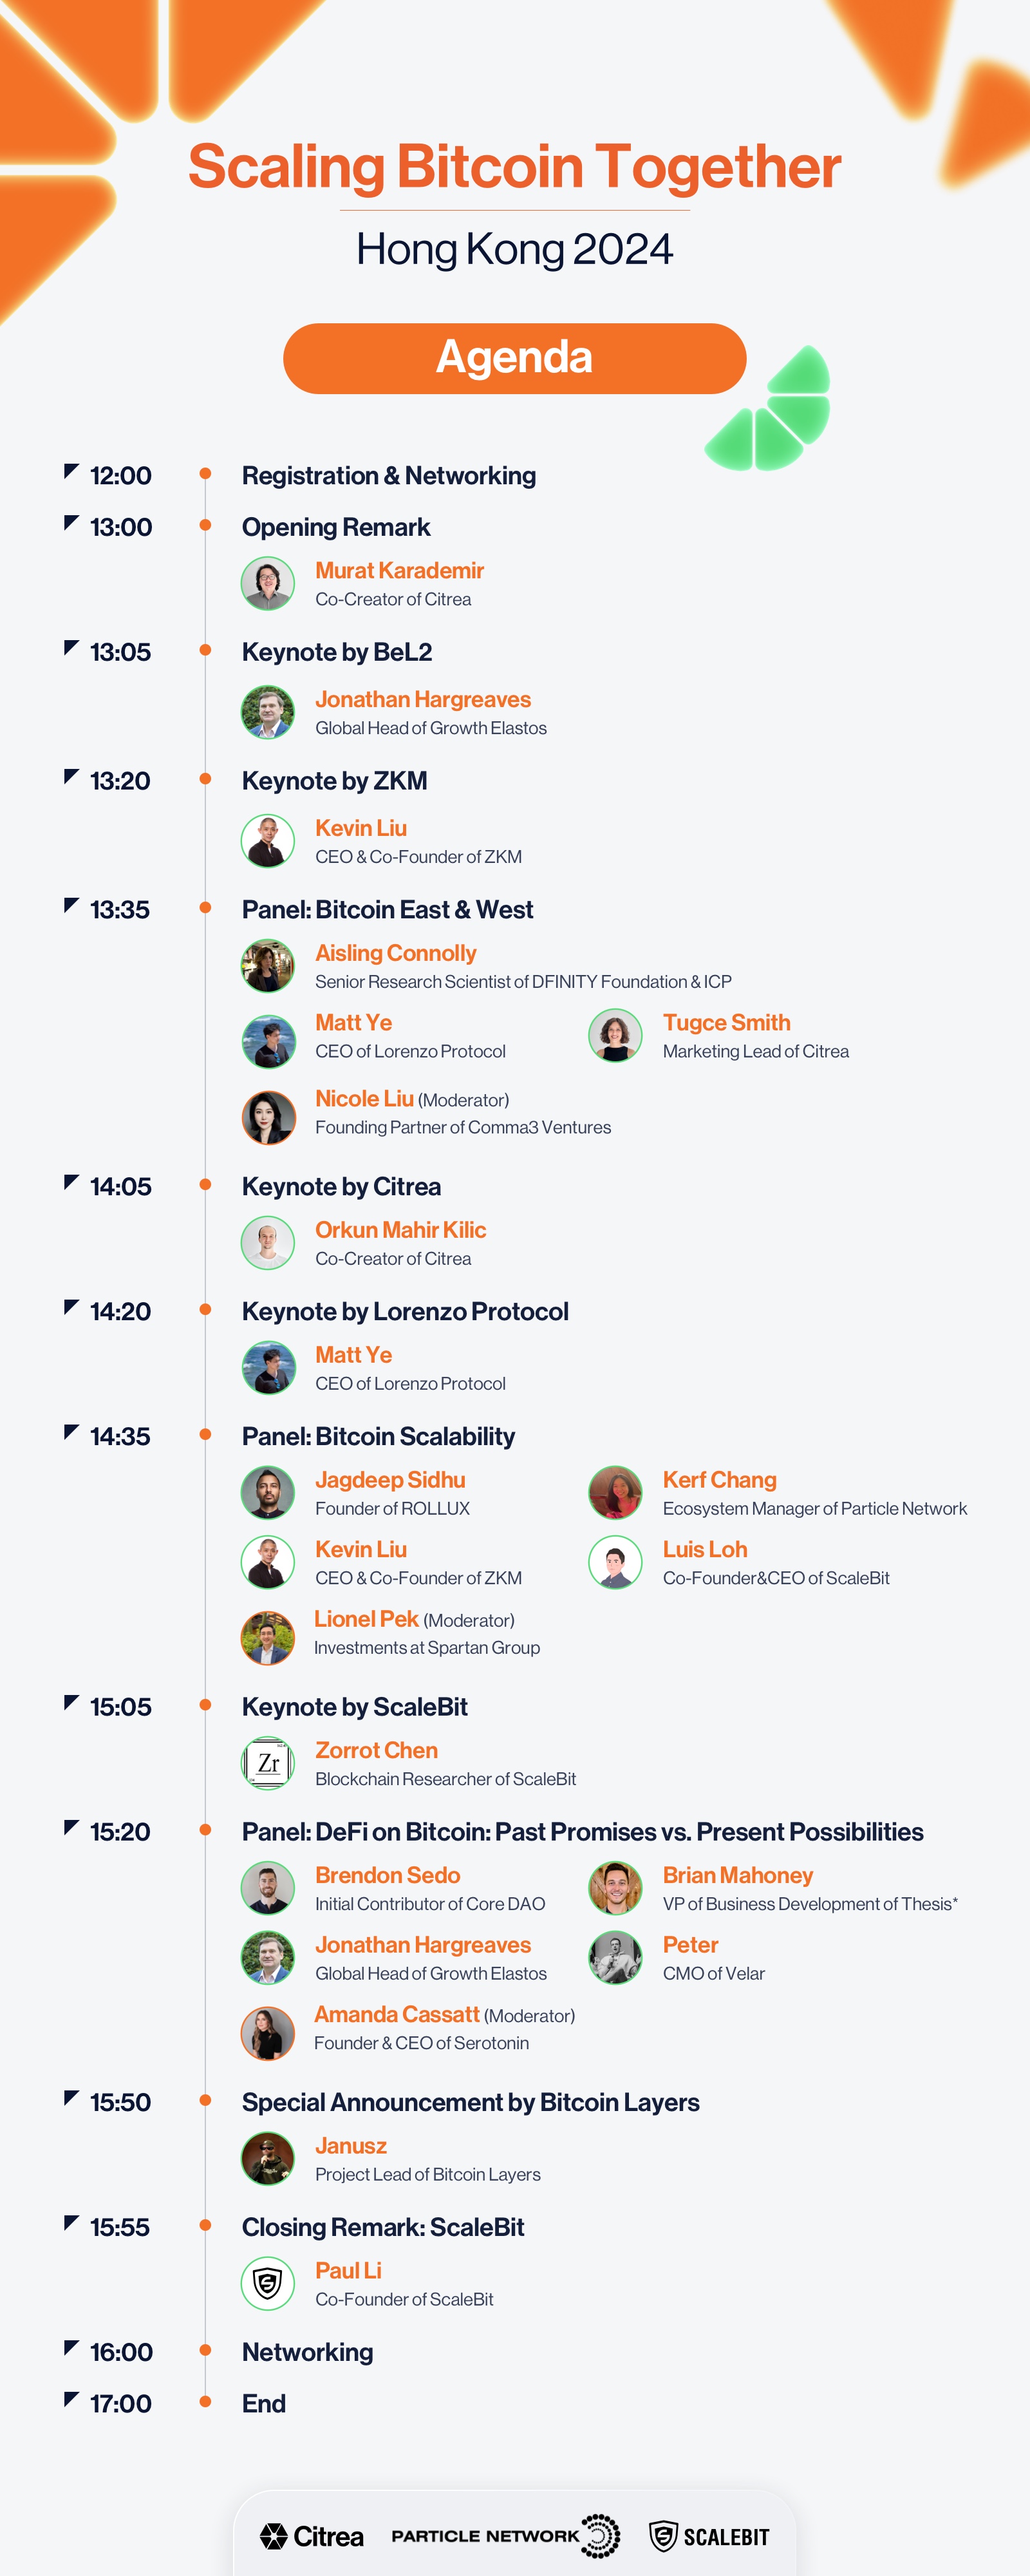 Scaling Bitcoin Together
Hong Kong 2024
Agenda
12:00 Registration & Networking
13:00 Opening Remark
Murat Karademir
Co-Creator of Citrea
13:05 Keynote by BeL2
Jonathan Hargreaves
Global Head of Growth Elastos
13:20 Keynote by ZKM
Kevin Liu
CEO & Co-Founder of ZKM
13:35 Panel: Bitcoin East & West
Aisling Connolly
Senior Research Scientist of DFINITY Foundation & ICP
Matt Ye
CEO of Lorenzo Protocol
Tugce Smith
Marketing Lead of Citrea
Nicole Liu (Moderator)
Founding Partner of Comma3 Ventures
14:05 Keynote by Citrea
Orkun Mahir Kilic
Co-Creator of Citrea
14:20 Keynote by Lorenzo Protocol
Matt Ye
CEO of Lorenzo Protocol
14:35 Panel: Bitcoin Scalability
Jagdeep Sidhu
Founder of ROLLUX
Kerf Chang
Ecosystem Manager of Particle Network
Kevin Liu
CEO & Co-Founder of ZKM
Luis Loh
Co-Founder&CEO of ScaleBit
Lionel Pek (Moderator)
Investments at Spartan Group
15:05 Keynote by ScaleBit
Zr
Zorrot Chen
Blockchain Researcher of ScaleBit
15:20 Panel: DeFi on Bitcoin: Past Promises vs. Present Possibilities
Brendon Sedo
Initial Contributor of Core DAO
Brian Mahoney
VP of Business Development of Thesis*
Jonathan Hargreaves
Global Head of Growth Elastos
Peter
CMO of Velar
Amanda Cassatt (Moderator)
Founder & CEO of Serotonin
15:50 Special Announcement by Bitcoin Layers
Janusz
Project Lead of Bitcoin Layers
15:55 Closing Remark: ScaleBit
Paul Li
Co-Founder of ScaleBit
16:00 Networking
17:00 End
Citrea PARTICLE NETWORK SCALEBIT